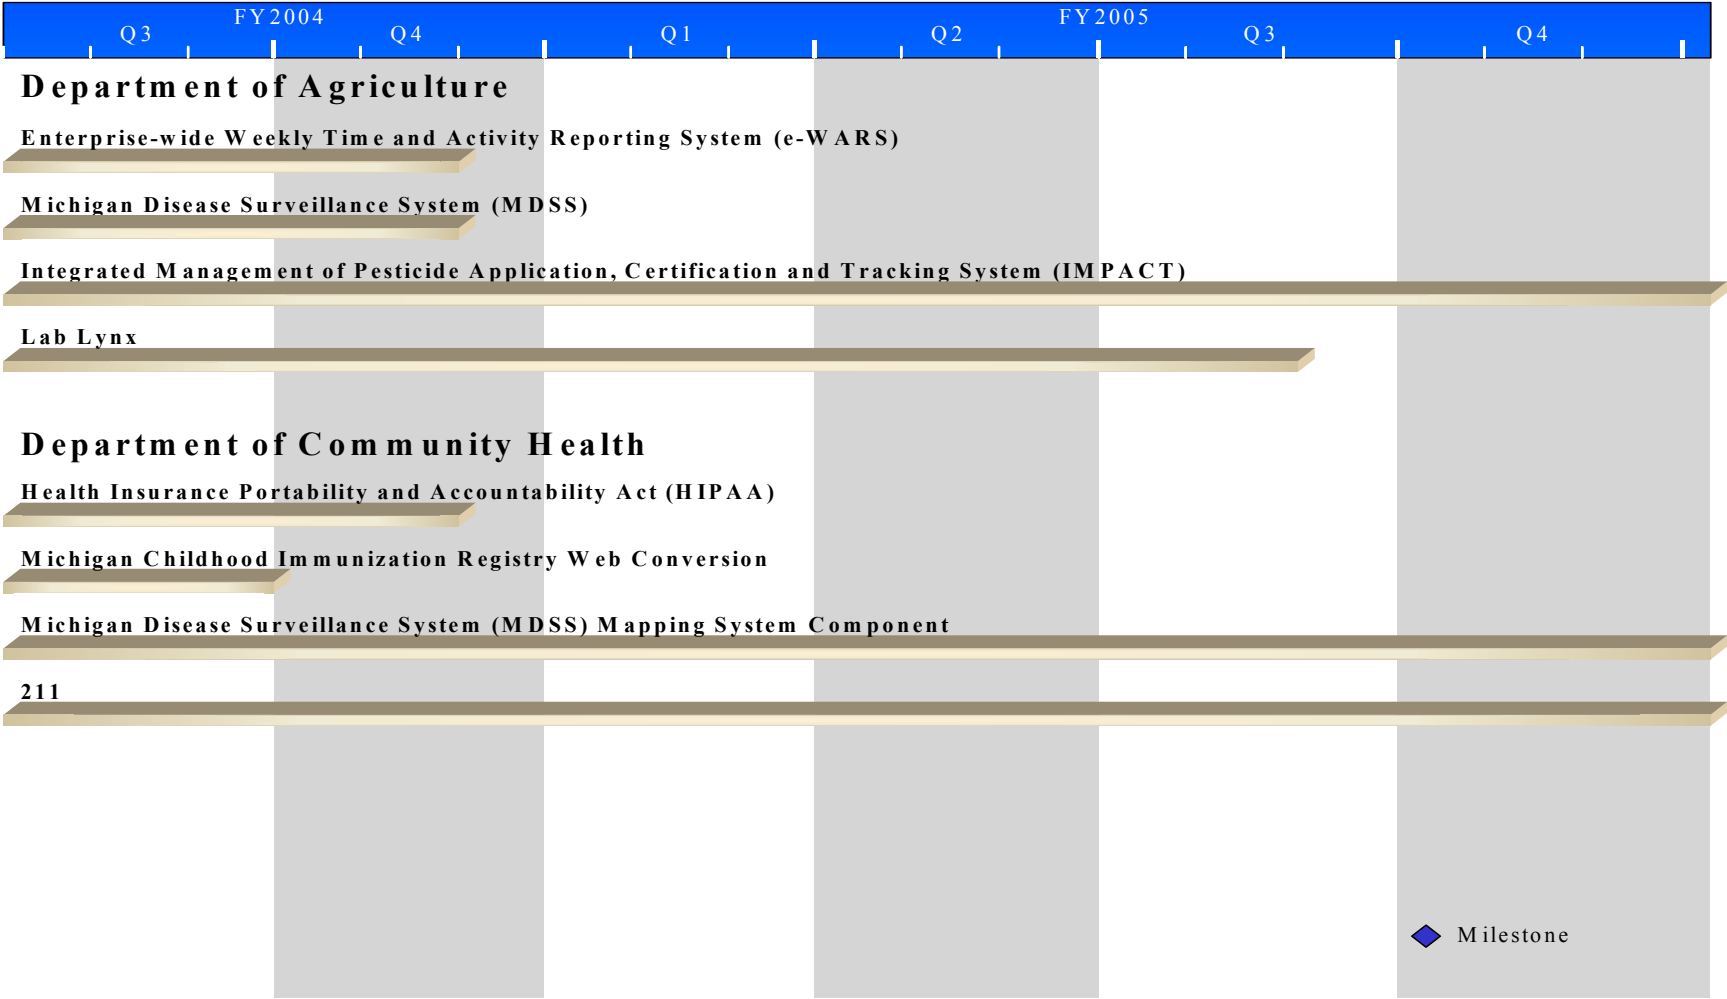 FY2004 FY2005
Q3 Q4 Q1 Q2 Q3 Q4
Department of Agriculture
Enterprise-wide Weekly Time and Activity Reporting System (e-WARS)
Michigan Disease Surveillance System (MDSS)
Integrated Management of Pesticide Application, Certification and Tracking System (IMPACT)
Lab Lynx
Department of Community Health
Health Insurance Portability and Accountability Act (HIPAA)
Michigan Childhood Immunization Registry Web Conversion
Michigan Disease Surveillance System (MDSS) Mapping System Component
211
Milestone